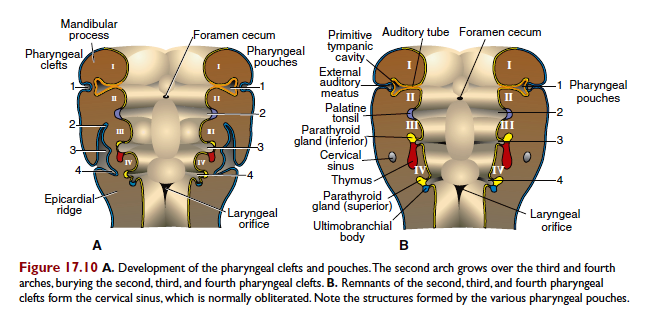 Mandibular
process
Pharyngeal
clefts
Foramen cecum
Pharyngeal
pouches
I
I
1
1
II
II
2
2
III
III
3
3
IV
IV
4
4
Epicardial
ridge
Laryngeal
orifice
A
Primitive
tympanic
cavity
Auditory tube
Foramen cecum
External
auditory
meatus
Palatine
tonsil
Parathyroid
gland (inferior)
Cervical
sinus
Thymus
Parathyroid
gland (superior)
Ultimobranchial
body
I
I
II
II
III
III
IV
IV
1
Pharyngeal
pouches
2
3
4
Laryngeal
orifice
B
Figure 17.10 A. Development of the pharyngeal clefts and pouches. The second arch grows over the third and fourth
arches, burying the second, third, and fourth pharyngeal clefts. B. Remnants of the second, third, and fourth pharyngeal
clefts form the cervical sinus, which is normally obliterated. Note the structures formed by the various pharyngeal pouches.